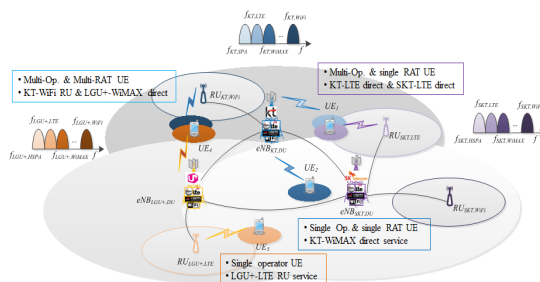 f_KT,LTE f_KT,WiFi
...
f_KT,HSPA f_KT,WiMAX f
• Multi-Op. & Multi-RAT UE
• KT-WiFi RU & LGU+-WiMAX direct
• Multi-Op. & single RAT UE
• KT-LTE direct & SKT-LTE direct
f_LGU+,LTE f_LGU+,WiFi
...
f_LGU+,HSPA f_LGU+,WiMAX f
f_SKT,LTE f_SKT,WiFi
...
f_SKT,HSPA f_SKT,WiMAX f
RU_KT,WiFi
kt
UE_1
RU_SKT,LTE
UE_4
eNB_KT,DU
UE_2
eNB_LGU+,DU
eNB_SKT,DU
RU_SKT,WiFi
• Single Op. & single RAT UE
• KT-WiMAX direct service
UE_3
RU_LGU+,LTE
• Single operator UE
• LGU+-LTE RU service